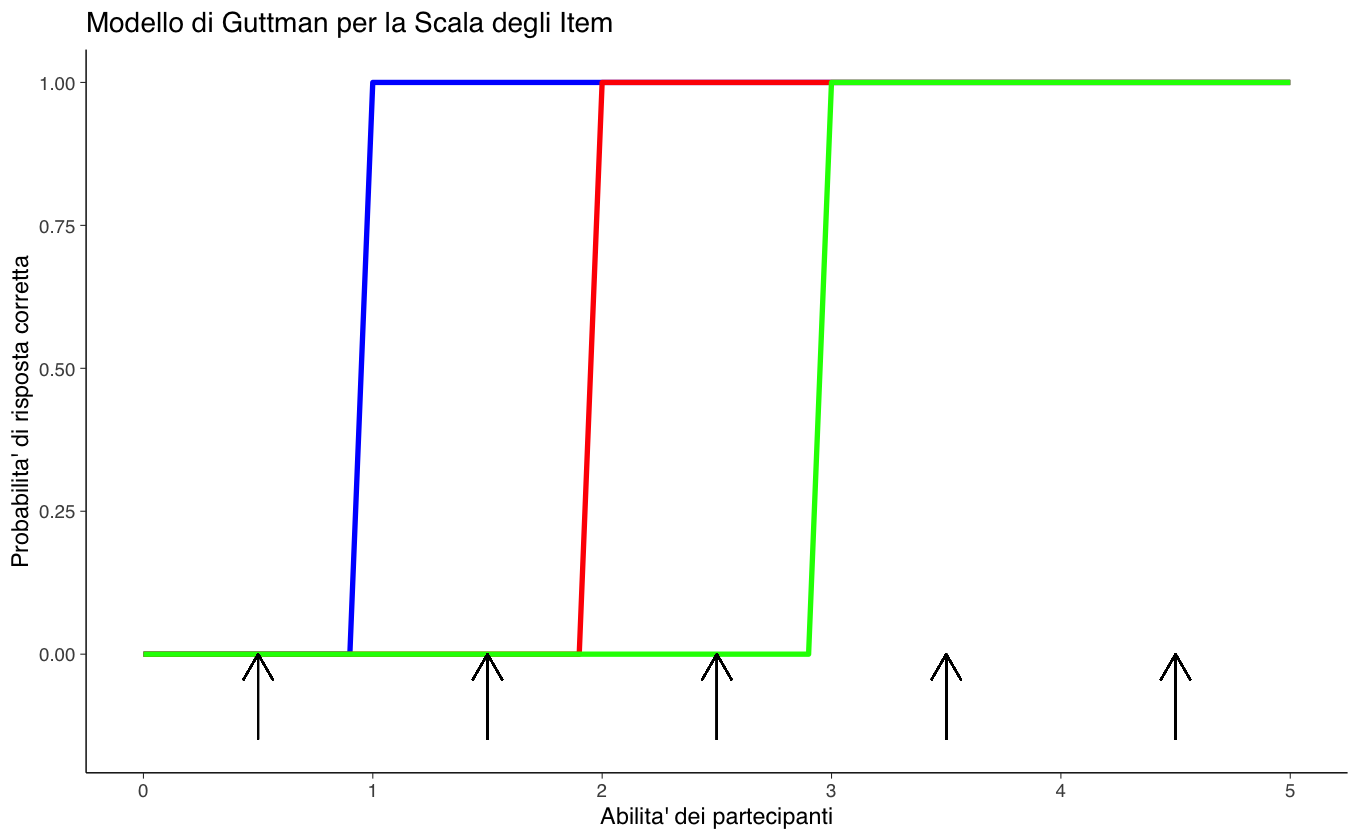 Modello di Guttman per la Scala degli Item
Probabilita' di risposta corretta
1.00
0.75
0.50
0.25
0.00
0 1 2 3 4 5
Abilita' dei partecipanti